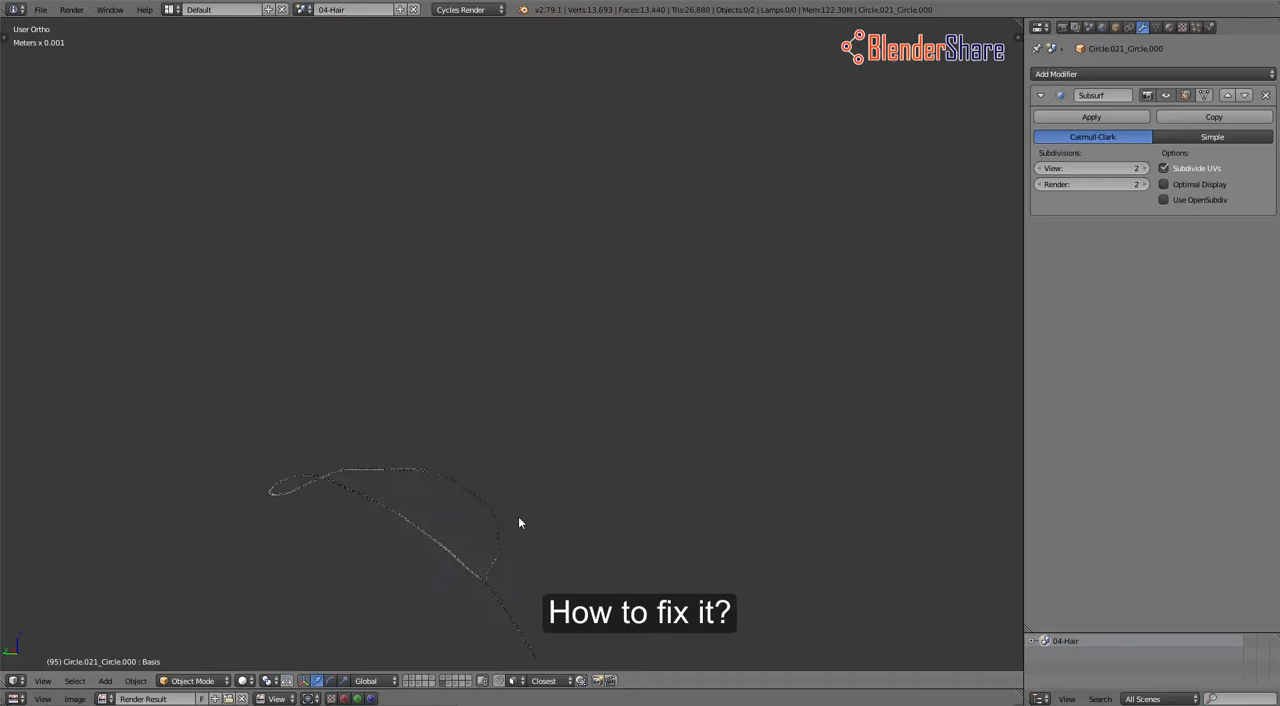 File Render Window Help Default 04-Hair Cycles Render v2.79.1 | Verts:13,693 | Faces:13,440 | Tris:26,880 | Objects:0/2 | Lamps:0/0 | Mem:122.30M | Circle.021_Circle.000
User Ortho
Meters x 0.001
BlenderShare
Circle.021_Circle.000
Add Modifier
Subsurf
Apply Copy
Catmull-Clark Simple
Subdivisions: Options:
View: 2 Subdivide UVs
Render: 2 Optimal Display
Use OpenSubdiv
How to fix it?
04-Hair
(95) Circle.021_Circle.000 : Basis
View Select Add Object Object Mode Global Closest
View Image Render Result F View View Search All Scenes